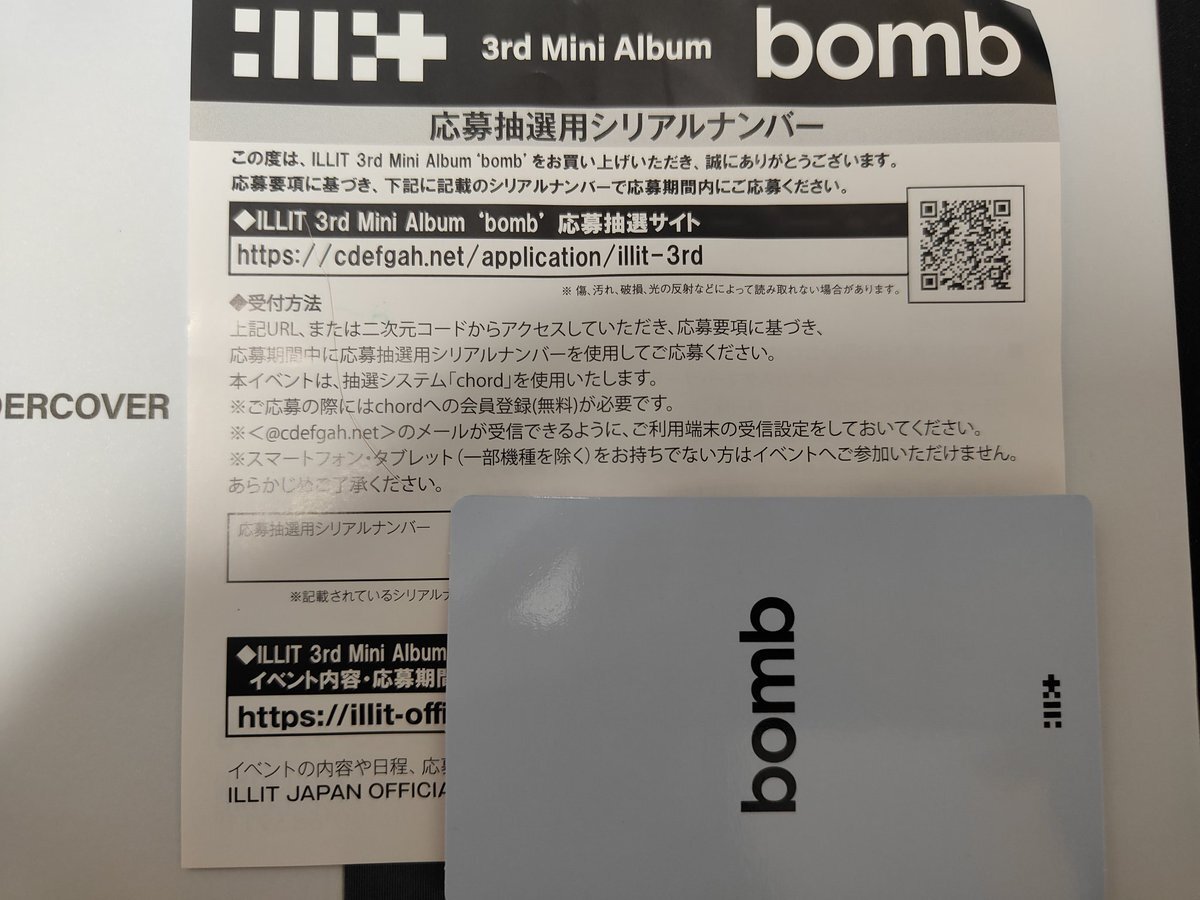 ILLIT 3rd Mini Album bomb
応募抽選用シリアルナンバー
この度は、ILLIT 3rd Mini Album ‘bomb’ をお買い上げいただき、誠にありがとうございます。
応募要項に基づき、下記に記載のシリアルナンバーで応募期間内にご応募ください。
◆ILLIT 3rd Mini Album ‘bomb’ 応募抽選サイト
https://cdefgah.net/application/illit-3rd
※ 傷、汚れ、破損、光の反射などによって読み取れない場合があります。
◆受付方法
上記URL、または二次元コードからアクセスしていただき、応募要項に基づき、
応募期間中に応募抽選用シリアルナンバーを使用してご応募ください。
本イベントは、抽選システム「chord」を使用いたします。
※ご応募の際にはchordへの会員登録(無料)が必要です。
※<@cdefgah.net>のメールが受信できるように、ご利用端末の受信設定をしておいてください。
※スマートフォン・タブレット（一部機種を除く）をお持ちでない方はイベントへご参加いただけません。
あらかじめご了承ください。
応募抽選用シリアルナンバー
※記載されているシリアルナ
◆ILLIT 3rd Mini Album
イベント内容・応募期間
https://illit-offi
イベントの内容や日程、応募
ILLIT JAPAN OFFICIA
DERCOVER
bomb
ILLIT